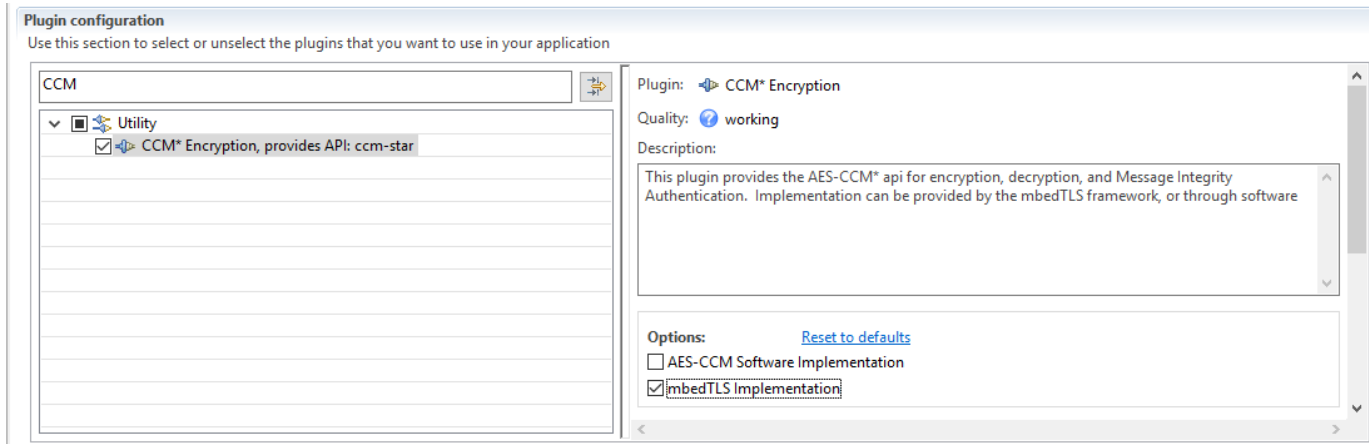 Plugin configuration
Use this section to select or unselect the plugins that you want to use in your application
CCM
Utility
CCM* Encryption, provides API: ccm-star
Plugin: CCM* Encryption
Quality: working
Description:
This plugin provides the AES-CCM* api for encryption, decryption, and Message Integrity
Authentication. Implementation can be provided by the mbedTLS framework, or through software
Options: Reset to defaults
AES-CCM Software Implementation
mbedTLS Implementation